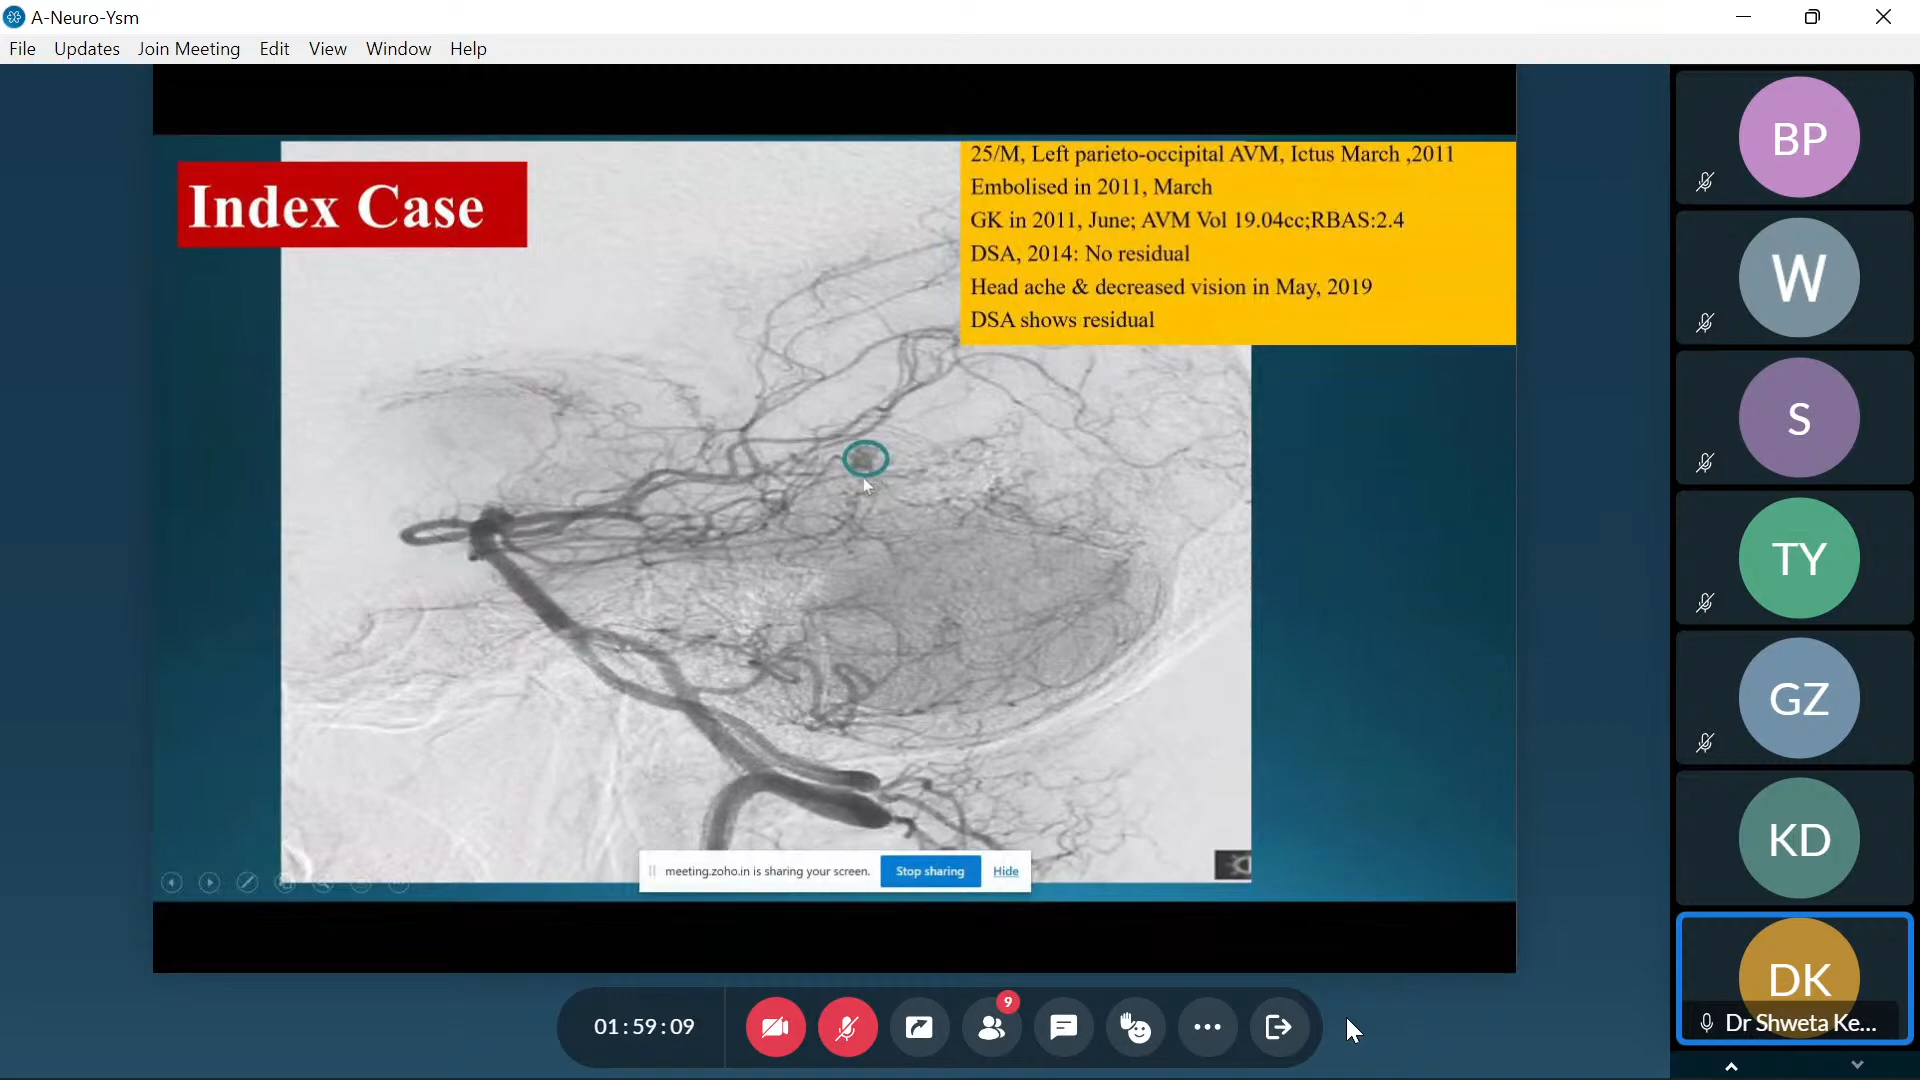 A-Neuro-Ysm
File Updates Join Meeting Edit View Window Help
Index Case
25/M, Left parieto-occipital AVM, Ictus March ,2011
Embolised in 2011, March
GK in 2011, June; AVM Vol 19.04cc;RBAS:2.4
DSA, 2014: No residual
Head ache & decreased vision in May, 2019
DSA shows residual
meeting.zoho.in is sharing your screen. Stop sharing Hide
01:59:09
9
BP
W
S
TY
GZ
KD
DK
Dr Shweta Ke...